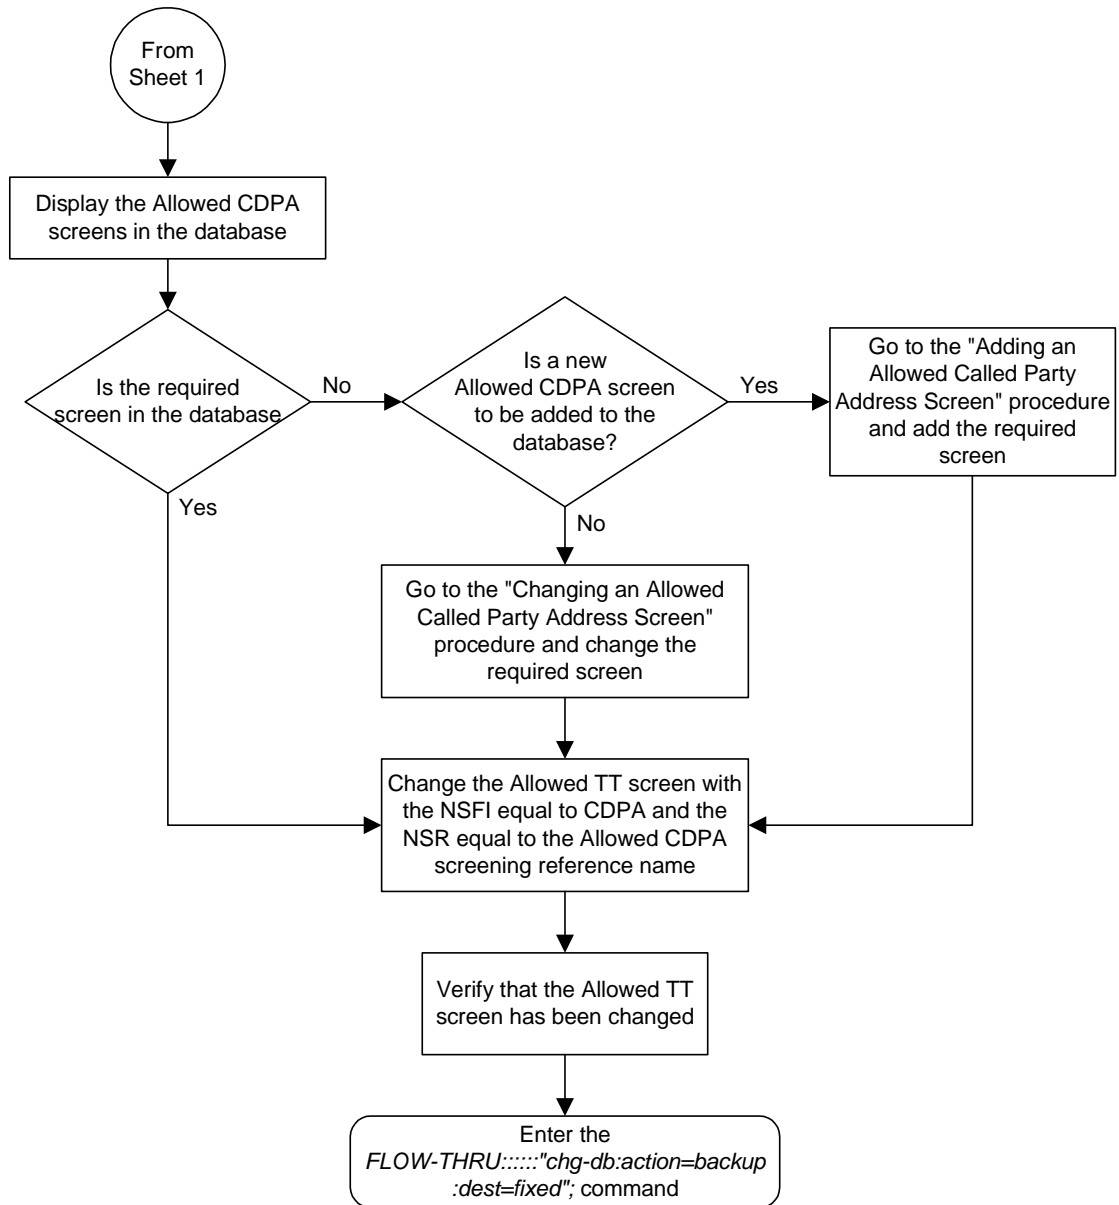 From
Sheet 1
Display the Allowed CDPA
screens in the database
Is the required
screen in the database
No
Yes
Is a new
Allowed CDPA screen
to be added to the
database?
Yes
No
Go to the "Adding an
Allowed Called Party
Address Screen" procedure
and add the required
screen
Go to the "Changing an Allowed
Called Party Address Screen"
procedure and change the
required screen
Change the Allowed TT screen with
the NSFI equal to CDPA and the
NSR equal to the Allowed CDPA
screening reference name
Verify that the Allowed TT
screen has been changed
Enter the
FLOW-THRU::::::"chg-db:action=backup
:dest=fixed"; command